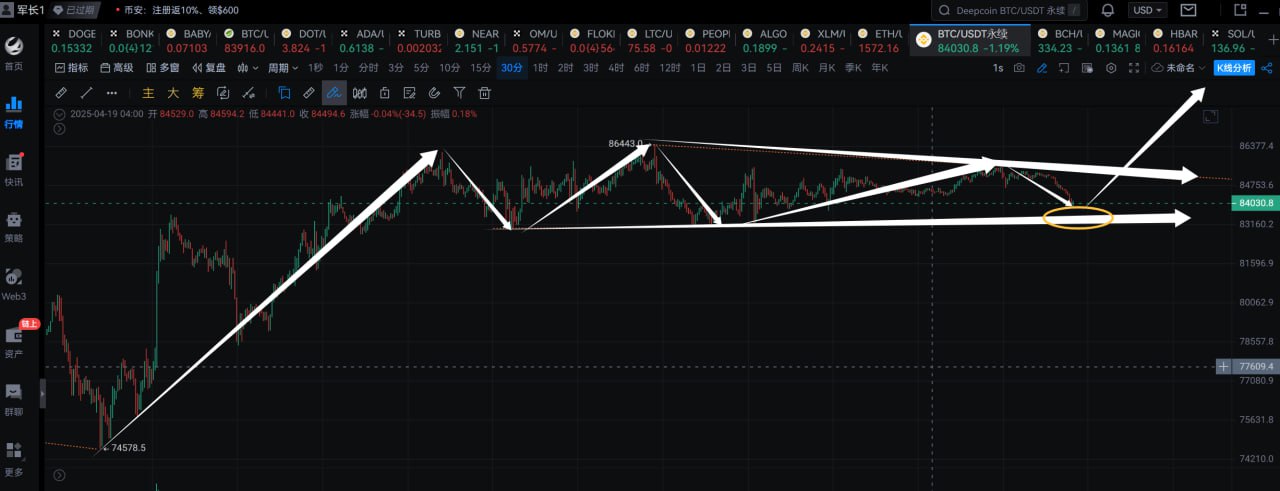 军长1 已过期 • 币安：注册返10%、领$600 Deepcoin BTC/USDT 永续 / USD
DOGE BONK BABY/ BTC/L DOT/ ADA/I TURB NEAR OM/U FLOKI LTC/U PEOPI ALGO XLM/I ETH/L BTC/USDT永续 BCH/U MAGI HBAR SOL/U
0.15332 0.0(4)12 0.07103 83916.0 3.824 -1 0.6138 - 0.002032 2.151 -1 0.5774 - 0.0(4)56 75.58 -0 0.01222 0.1899 - 0.2415 - 1572.16 84030.8 -1.19% 334.23 - 0.1361 8 0.16164 136.96 -
首页
行情
快讯
策略
Web3
链上
资产
群聊
更多
指标 高级 多窗 复盘 周期 1秒 1分 分时 3分 5分 10分 15分 30分 1时 2时 3时 4时 6时 12时 1日 2日 3日 5日 周K 月K 季K 年K 1s 未命名 K线分析
主 大 筹
2025-04-19 04:00 开 84529.0 高 84594.2 低 84441.0 收 84494.6 涨幅 -0.04%(-34.5) 振幅 0.18%
86443.0
74578.5
86377.4
84753.6
84030.8
83160.2
81596.9
80062.9
78557.8
77609.4
77080.9
75631.8
74210.0